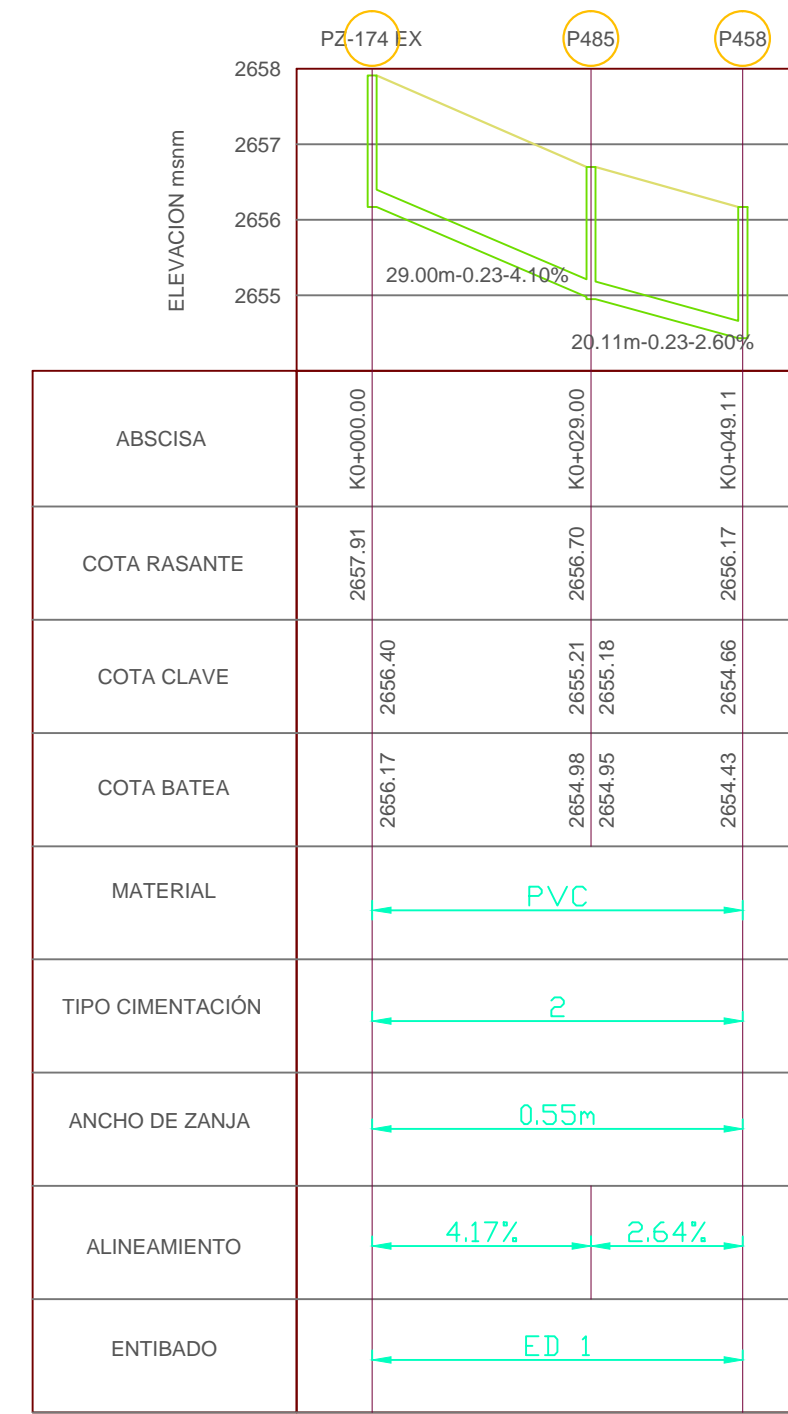 PZ-174 EX P485 P458
ELEVACION msnm
2658
2657
2656
2655
29.00m-0.23-4.10%
20.11m-0.23-2.60%
ABSCISA K0+000.00 K0+029.00 K0+049.11
COTA RASANTE 2657.91 2656.70 2656.17
COTA CLAVE 2656.40 2655.21 2655.18 2654.66
COTA BATEA 2656.17 2654.98 2654.95 2654.43
MATERIAL PVC
TIPO CIMENTACIÓN 2
ANCHO DE ZANJA 0.55m
ALINEAMIENTO 4.17% 2.64%
ENTIBADO ED 1